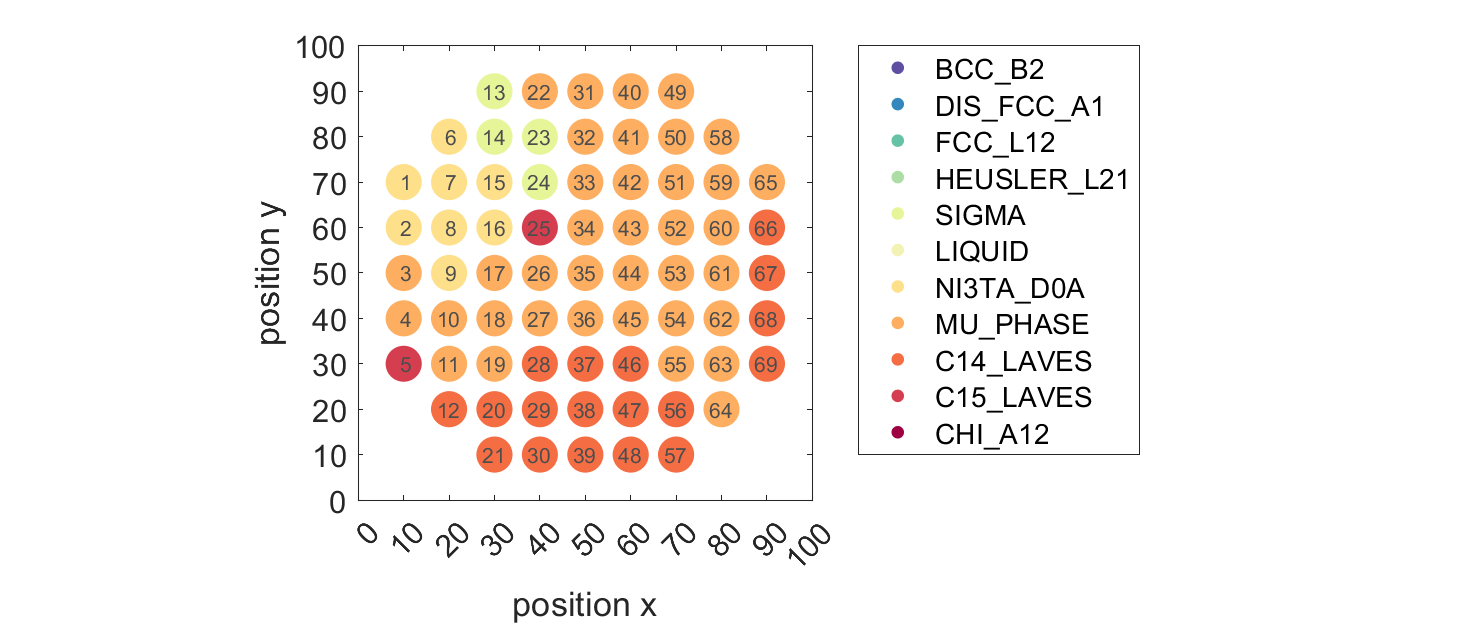 100
90
80
70
60
50
40
30
20
10
0
position y
13 22 31 40 49
6 14 23 32 41 50 58
1 7 15 24 33 42 51 59 65
2 8 16 25 34 43 52 60 66
3 9 17 26 35 44 53 61 67
4 10 18 27 36 45 54 62 68
5 11 19 28 37 46 55 63 69
12 20 29 38 47 56 64
21 30 39 48 57
0 10 20 30 40 50 60 70 80 90 100
position x
BCC_B2
DIS_FCC_A1
FCC_L12
HEUSLER_L21
SIGMA
LIQUID
NI3TA_D0A
MU_PHASE
C14_LAVES
C15_LAVES
CHI_A12